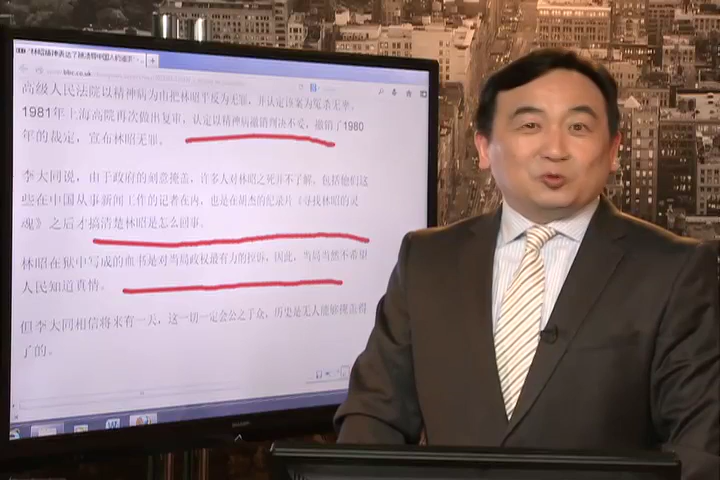 林昭精神表达了
bbc.co.uk
高级人民法院以精神病为由把林昭平反为无罪，并认定该案为冤杀无辜。
1981年上海高院再次做出复审，认定以精神病撤销判决不妥，撤销了1980
年的裁定，宣布林昭无罪。
李大同说，由于政府的刻意掩盖，许多人对林昭之死并不了解。包括他们这
些在中国从事新闻工作的记者在内，也是在胡杰的纪录片《寻找林昭的灵
魂》之后才搞清楚林昭是怎么回事。
林昭在狱中写成的血书是对当局政权最有力的控诉，因此，当局当然不希望
人民知道真情。
但李大同相信将来有一天，这一切一定会公之于众，历史是无人能够掩盖得
了的。